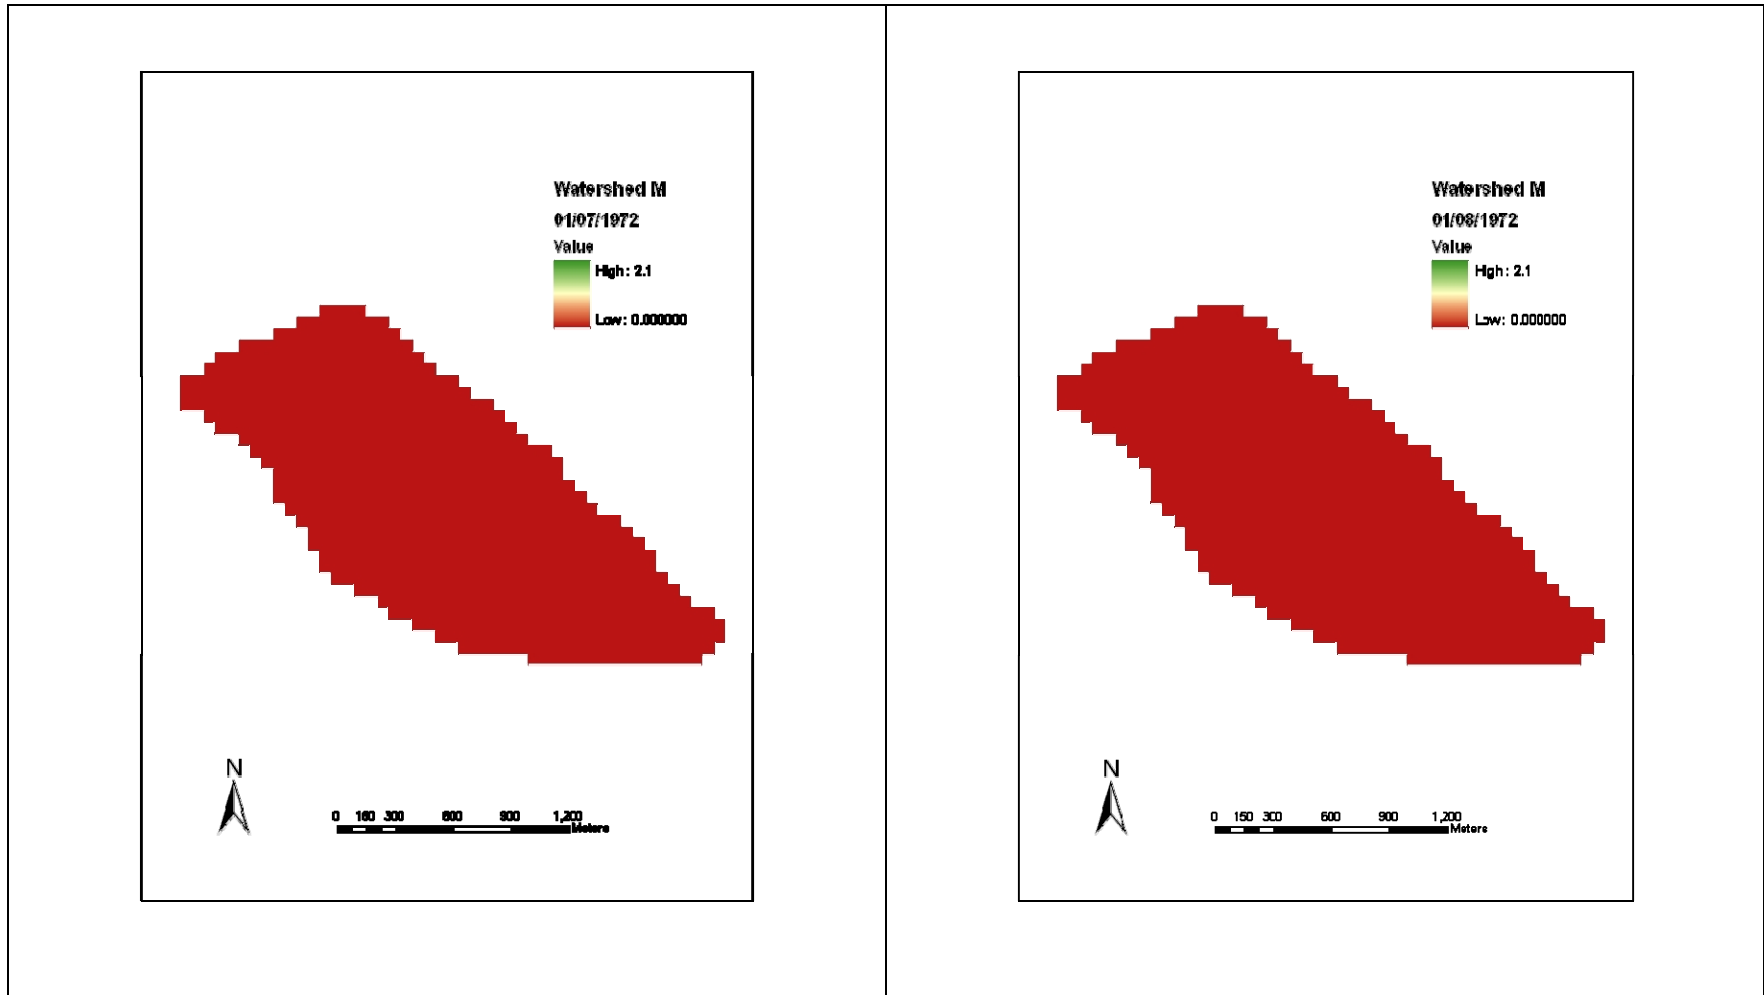 Watershed M
01/07/1972
Value
High : 2.1
Low : 0.000000
N
0 150 300 600 900 1,200
Meters
Watershed M
01/08/1972
Value
High : 2.1
Low : 0.000000
N
0 150 300 600 900 1,200
Meters